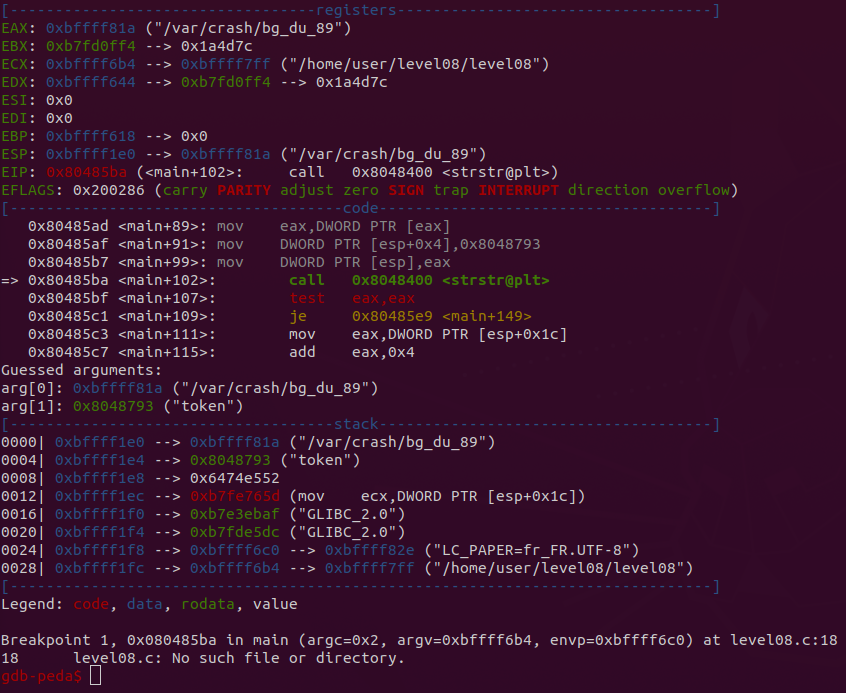 [----------------------------------registers-----------------------------------]
EAX: 0xbffff81a ("/var/crash/bg_du_89")
EBX: 0xb7fd0ff4 --> 0x1a4d7c
ECX: 0xbffff6b4 --> 0xbffff7ff ("/home/user/level08/level08")
EDX: 0xbffff644 --> 0xb7fd0ff4 --> 0x1a4d7c
ESI: 0x0
EDI: 0x0
EBP: 0xbffff618 --> 0x0
ESP: 0xbffff1e0 --> 0xbffff81a ("/var/crash/bg_du_89")
EIP: 0x80485ba (<main+102>:	call   0x8048400 <strstr@plt>)
EFLAGS: 0x200286 (carry PARITY adjust zero SIGN trap INTERRUPT direction overflow)
[-------------------------------------code-------------------------------------]
   0x80485ad <main+89>:	mov    eax,DWORD PTR [eax]
   0x80485af <main+91>:	mov    DWORD PTR [esp+0x4],0x8048793
   0x80485b7 <main+99>:	mov    DWORD PTR [esp],eax
=> 0x80485ba <main+102>:	call   0x8048400 <strstr@plt>
   0x80485bf <main+107>:	test   eax,eax
   0x80485c1 <main+109>:	je     0x80485e9 <main+149>
   0x80485c3 <main+111>:	mov    eax,DWORD PTR [esp+0x1c]
   0x80485c7 <main+115>:	add    eax,0x4
Guessed arguments:
arg[0]: 0xbffff81a ("/var/crash/bg_du_89")
arg[1]: 0x8048793 ("token")
[------------------------------------stack-------------------------------------]
0000| 0xbffff1e0 --> 0xbffff81a ("/var/crash/bg_du_89")
0004| 0xbffff1e4 --> 0x8048793 ("token")
0008| 0xbffff1e8 --> 0x6474e552
0012| 0xbffff1ec --> 0xb7fe765d (mov    ecx,DWORD PTR [esp+0x1c])
0016| 0xbffff1f0 --> 0xb7e3ebaf ("GLIBC_2.0")
0020| 0xbffff1f4 --> 0xb7fde5dc ("GLIBC_2.0")
0024| 0xbffff1f8 --> 0xbffff6c0 --> 0xbffff82e ("LC_PAPER=fr_FR.UTF-8")
0028| 0xbffff1fc --> 0xbffff6b4 --> 0xbffff7ff ("/home/user/level08/level08")
[------------------------------------------------------------------------------]
Legend: code, data, rodata, value
Breakpoint 1, 0x080485ba in main (argc=0x2, argv=0xbffff6b4, envp=0xbffff6c0) at level08.c:18
18	level08.c: No such file or directory.
gdb-peda$